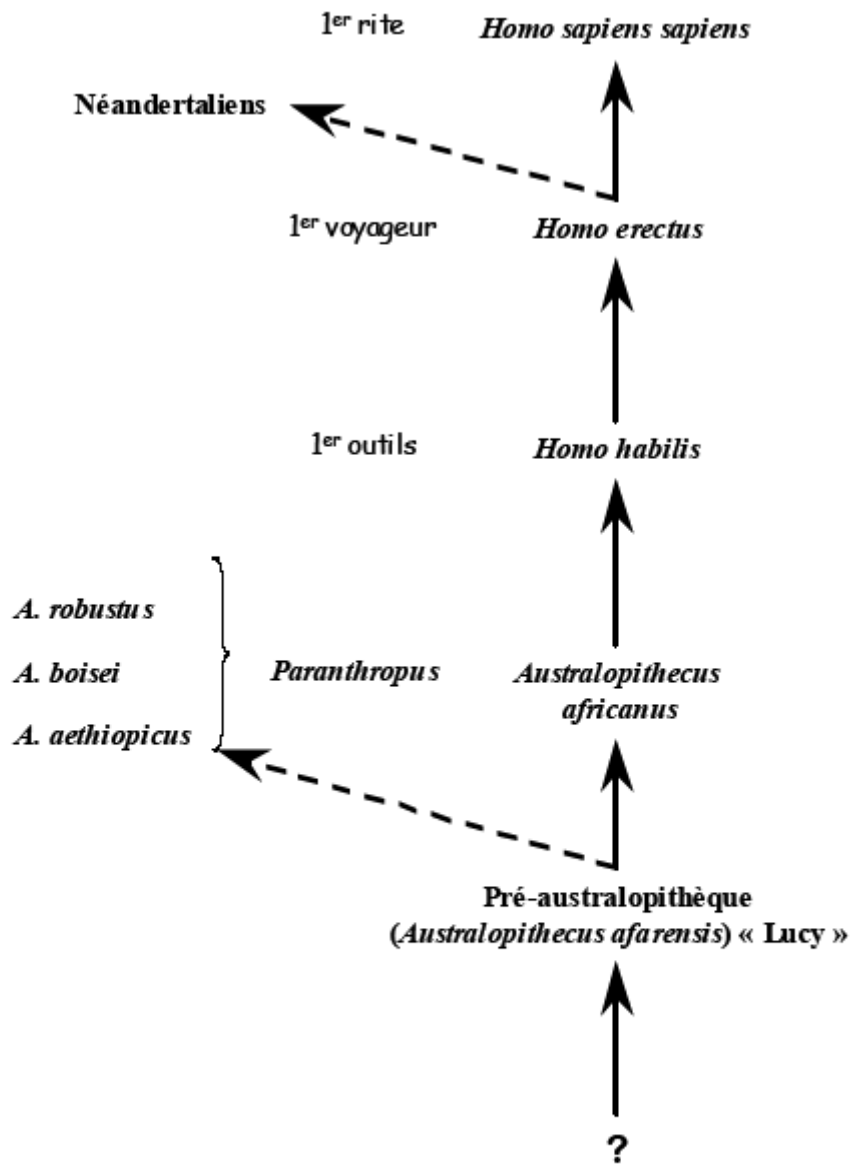 1er rite
Homo sapiens sapiens
Néandertaliens
1er voyageur
Homo erectus
1er outils
Homo habilis
A. robustus
A. boisei
A. aethiopicus
Paranthropus
Australopithecus
africanus
Pré-australopithèque
(Australopithecus afarensis) « Lucy »
?